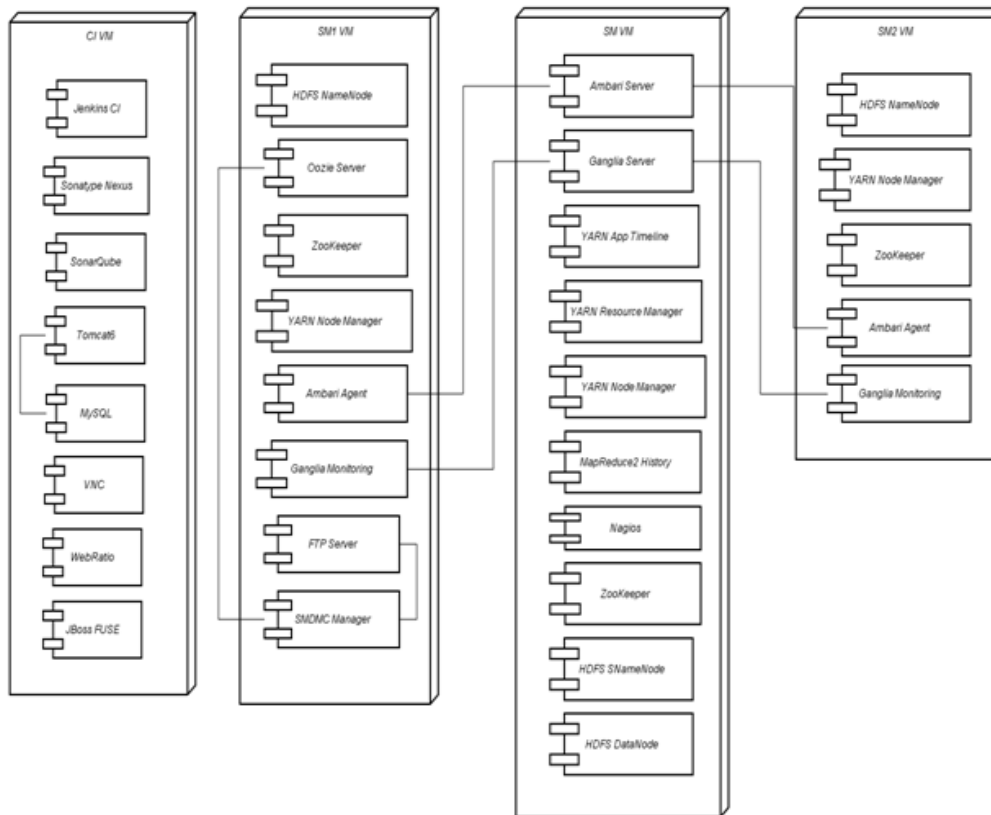 CI VM
Jenkins CI
Sonatype Nexus
SonarQube
Tomcat6
MySQL
VNC
WebRatio
JBoss FUSE
SM1 VM
HDFS NameNode
Oozie Server
ZooKeeper
YARN Node Manager
Ambari Agent
Ganglia Monitoring
FTP Server
SMDMC Manager
SM VM
Ambari Server
Ganglia Server
YARN App Timeline
YARN Resource Manager
YARN Node Manager
MapReduce2 History
Nagios
ZooKeeper
HDFS SNameNode
HDFS DataNode
SM2 VM
HDFS NameNode
YARN Node Manager
ZooKeeper
Ambari Agent
Ganglia Monitoring